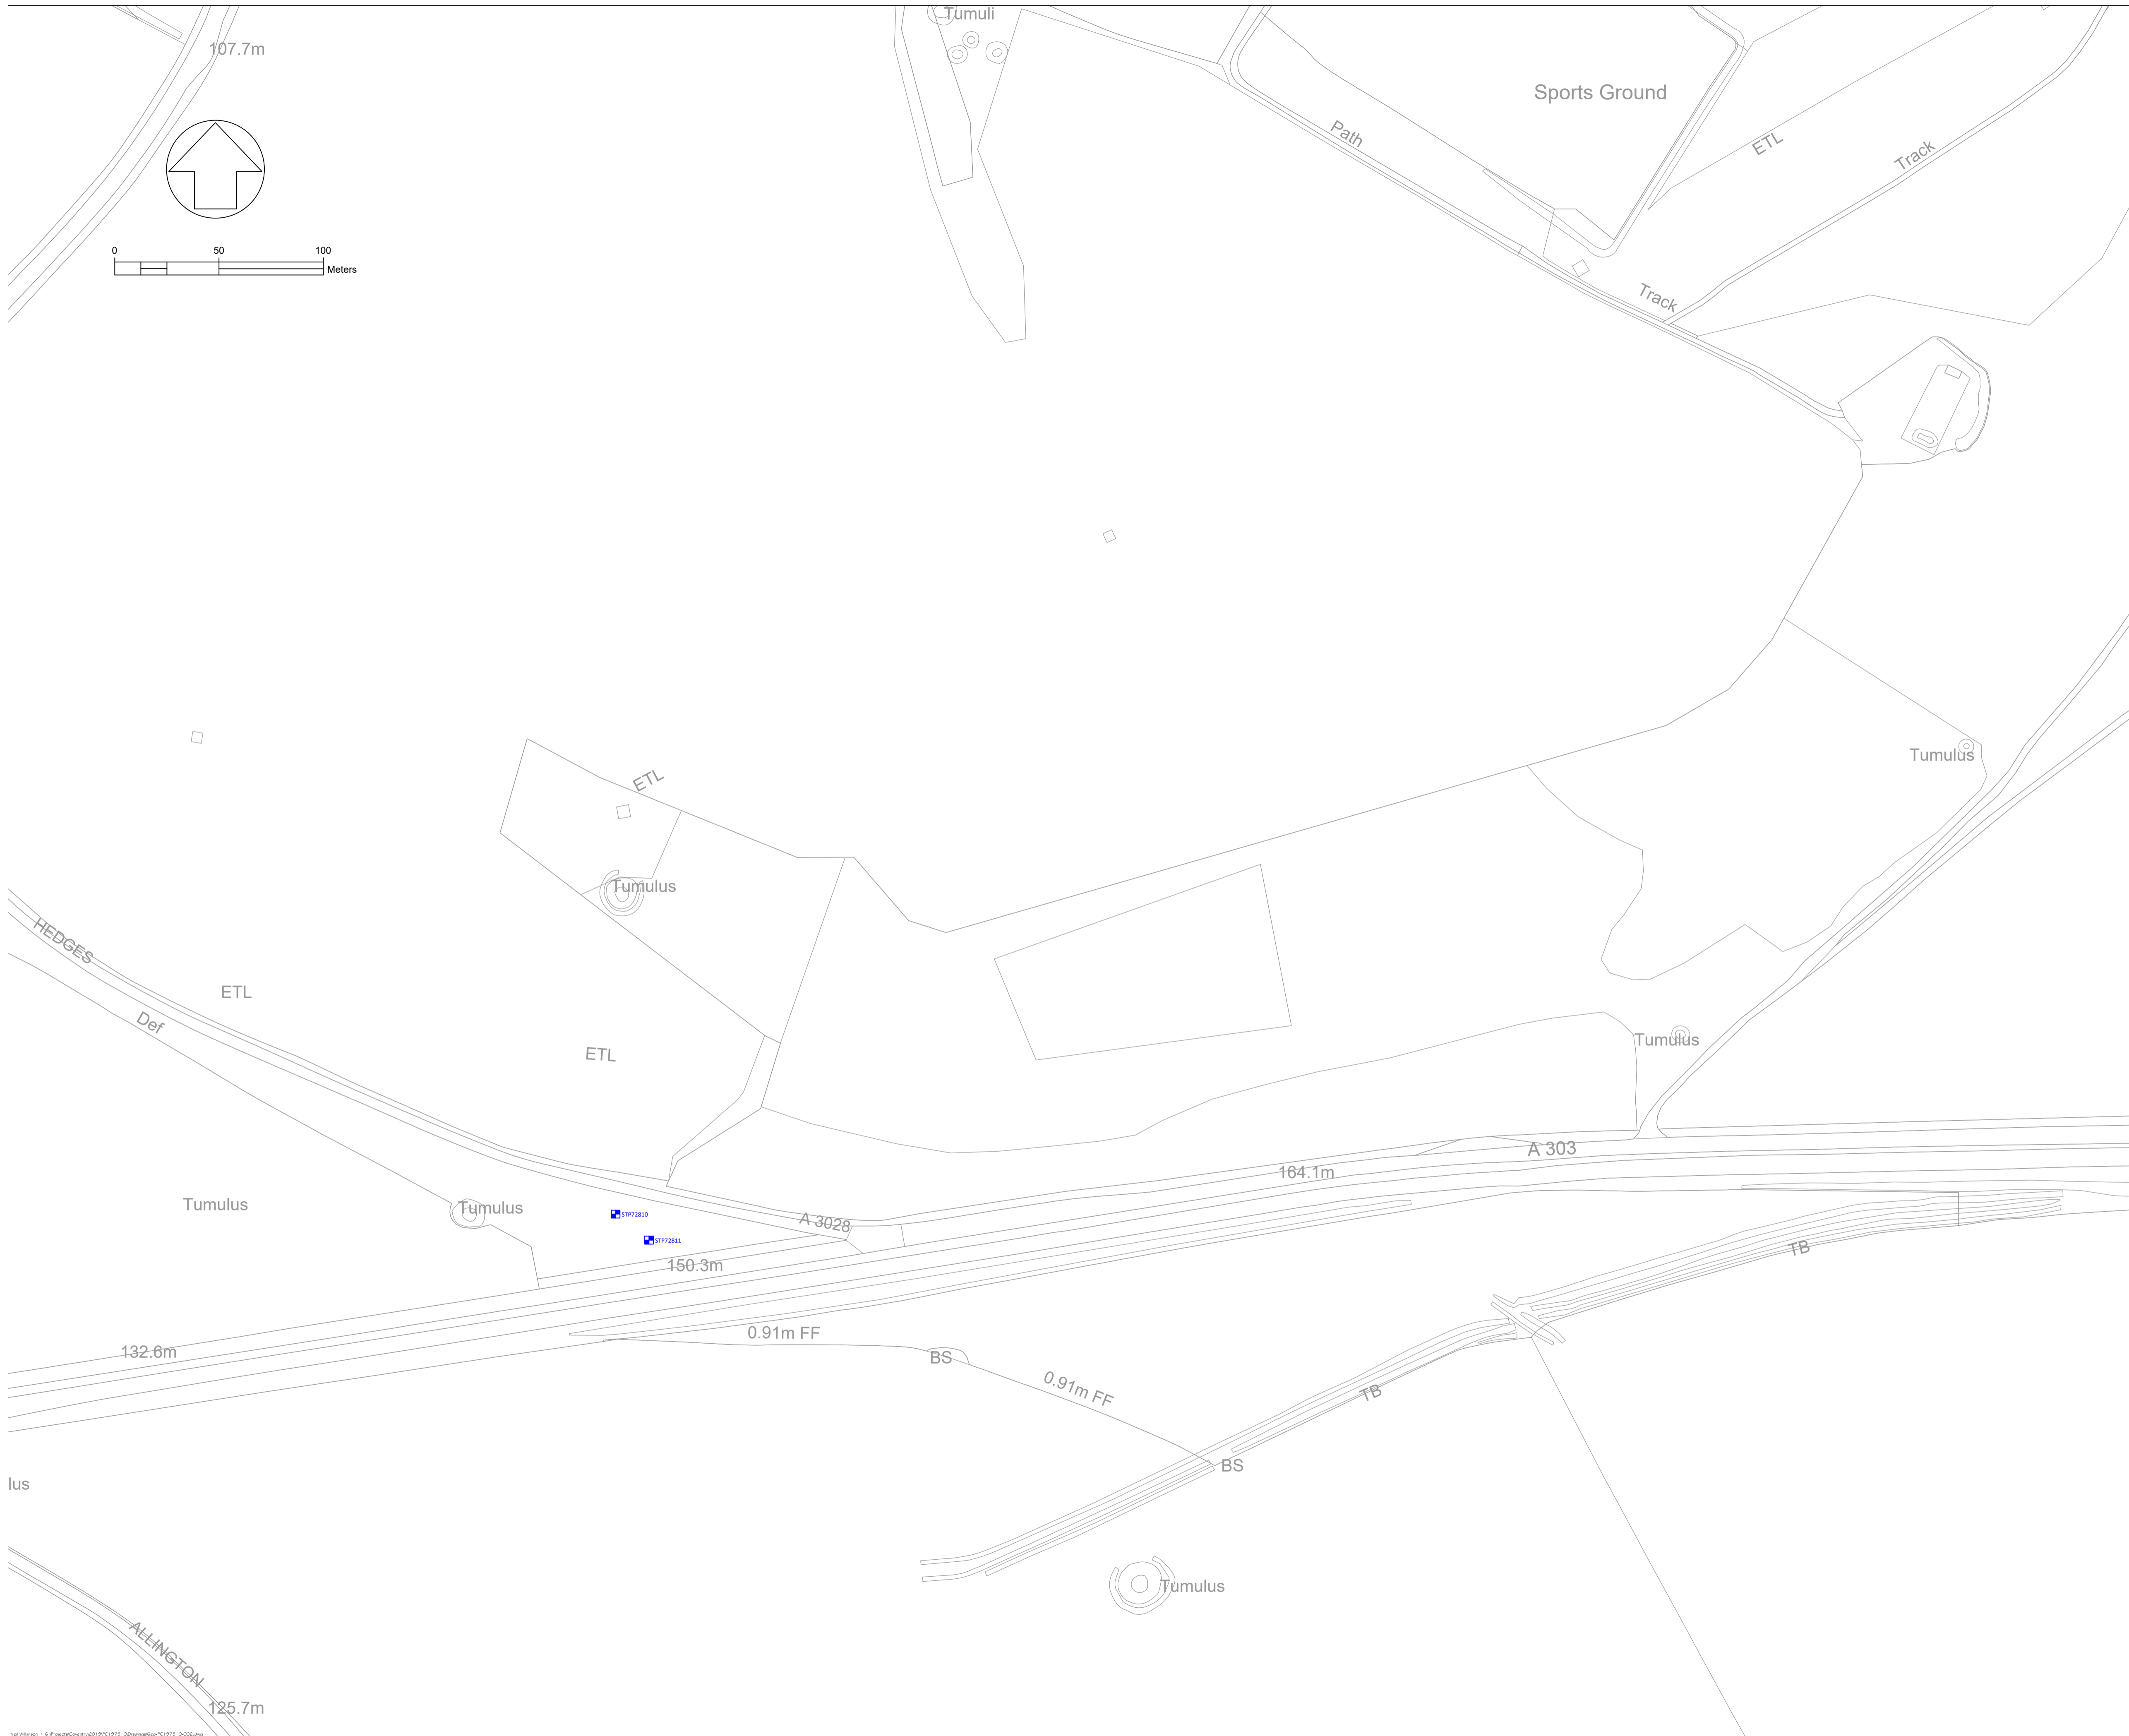 Tumuli
107.7m
Sports Ground
Path
ETL
Track
0 50 100
Meters
Track
Tumulus
ETL
Tumulus
HEDGES
ETL
Def
Tumulus
ETL
A 303
164.1m
Tumulus
Tumulus
STP72810
A 3028
STP72811
TB
150.3m
0.91m FF
132.6m
BS
0.91m FF
TB
BS
lus
Tumulus
ALLINGTON
125.7m